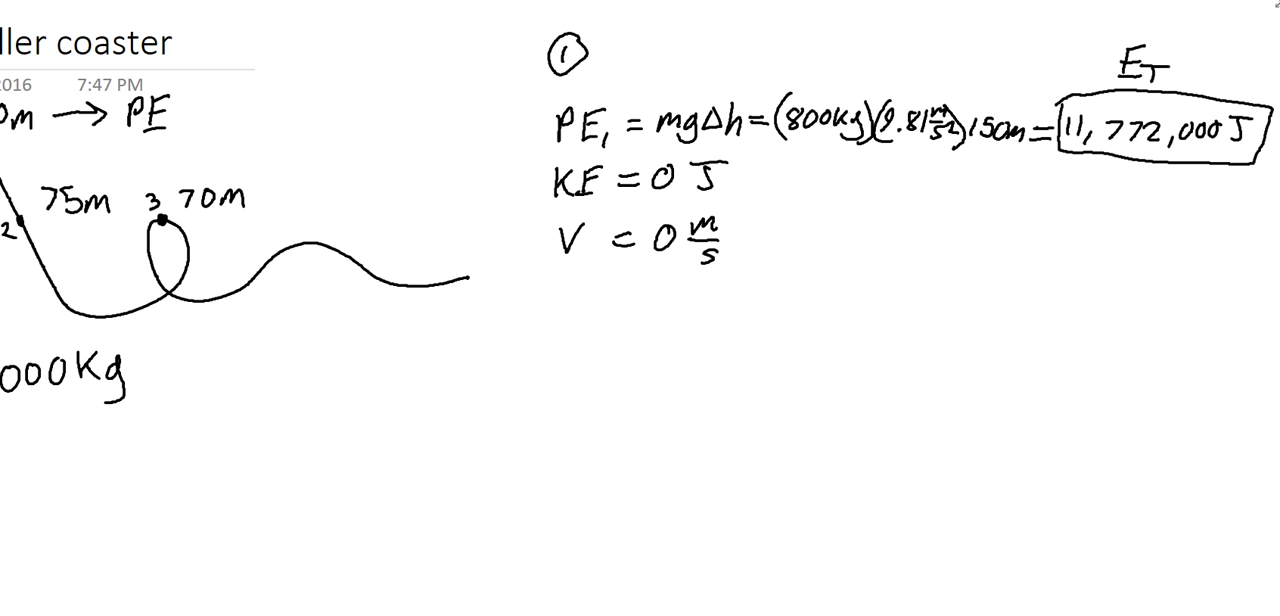 ller coaster
2016 7:47 PM
0m → PE
75m 3 70m
2
000Kg
①
E_T
PE₁ = mgΔh = (800Kg)(9.81 m/s²)150m = 11,772,000 J
KE = 0 J
V = 0 m/s